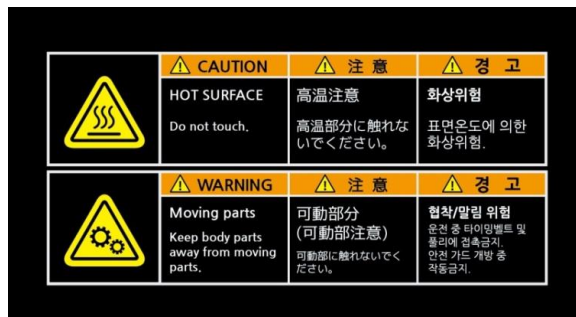 CAUTION
HOT SURFACE
Do not touch.
注 意
高温注意
高温部分に触れな
いでください。
경 고
화상위험
표면온도에 의한
화상위험.
WARNING
Moving parts
Keep body parts
away from moving
parts.
注 意
可動部分
(可動部注意)
可動部に触れないでく
ださい。
경 고
협착/말림 위험
운전 중 타이밍벨트 및
풀리에 접촉금지.
안전 가드 개방 중
작동금지.